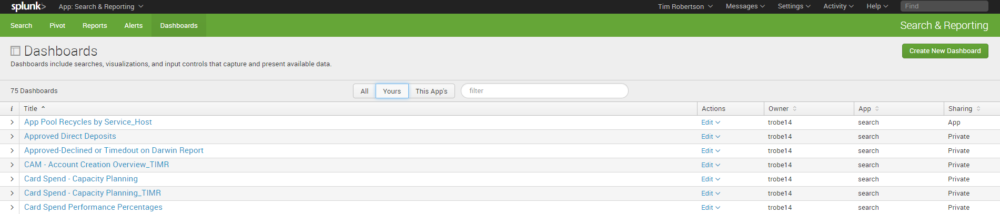 splunk> App: Search & Reporting Tim Robertson Messages Settings Activity Help Find
Search Pivot Reports Alerts Dashboards Search & Reporting
Dashboards Create New Dashboard
Dashboards include searches, visualizations, and input controls that capture and present available data.
75 Dashboards All Yours This App's filter
i Title Actions Owner App Sharing
App Pool Recycles by Service_Host Edit trobe14 search App
Approved Direct Deposits Edit trobe14 search Private
Approved-Declined or Timedout on Darwin Report Edit trobe14 search Private
CAM - Account Creation Overview_TIMR Edit trobe14 search Private
Card Spend - Capacity Planning Edit trobe14 search Private
Card Spend - Capacity Planning_TIMR Edit trobe14 search Private
Card Spend Performance Percentages Edit trobe14 search Private